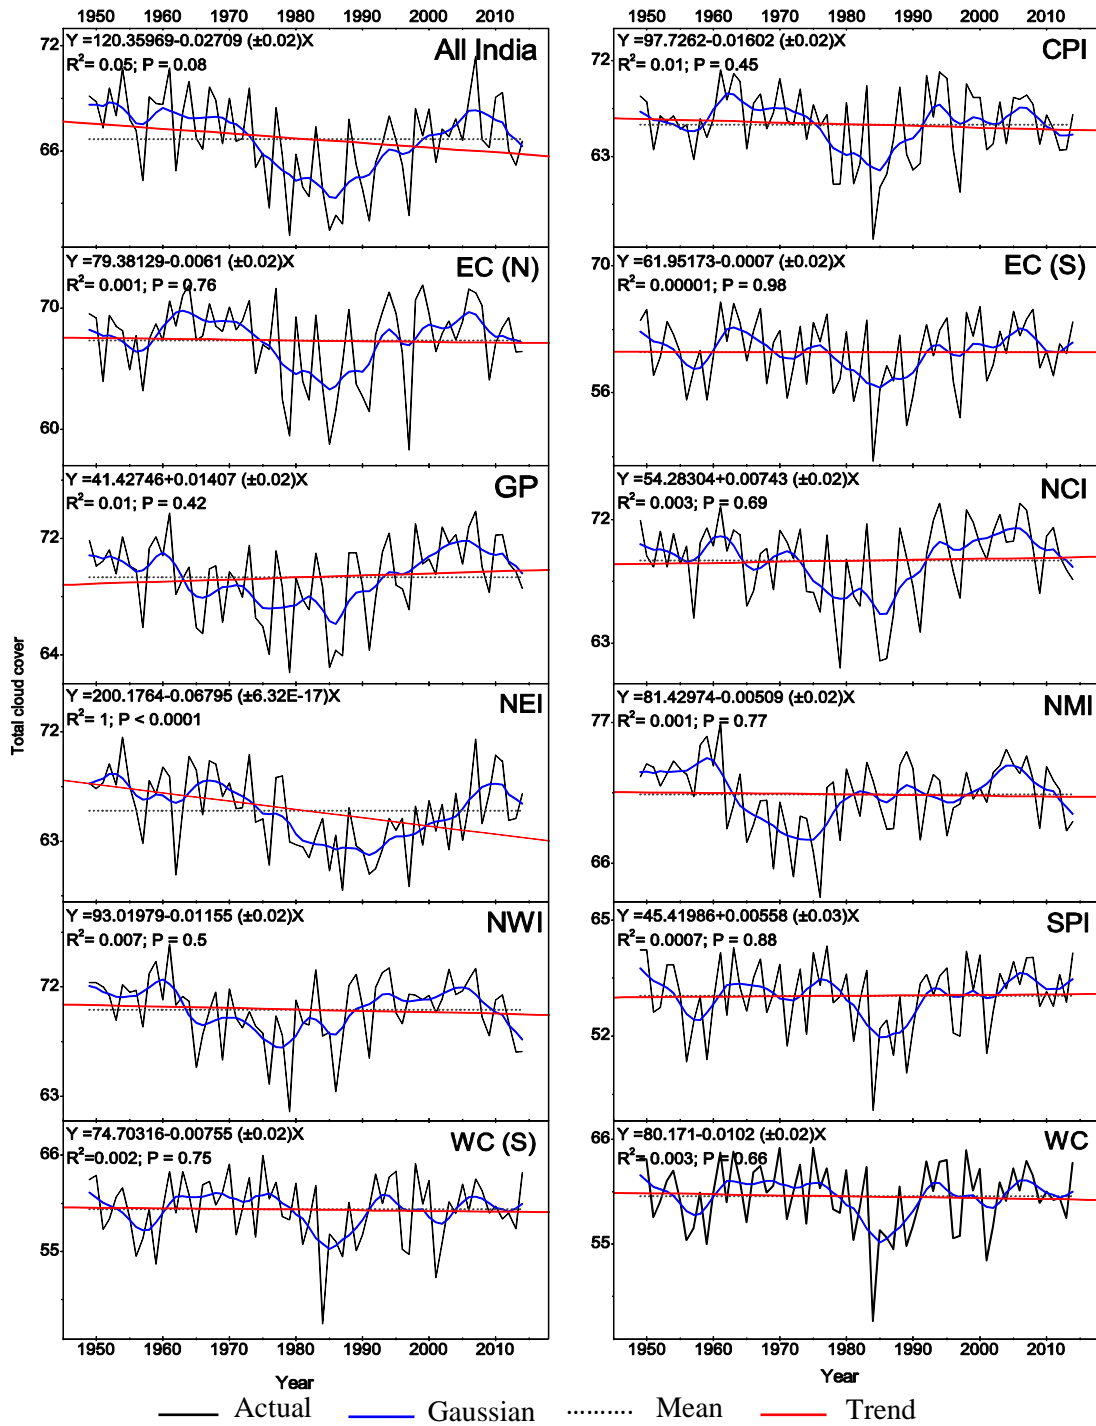 1950 1960 1970 1980 1990 2000 2010
1950 1960 1970 1980 1990 2000 2010
Y =120.35969-0.02709 (±0.02)X
R²= 0.05; P = 0.08
All India
72
66
Y =97.7262-0.01602 (±0.02)X
R²= 0.01; P = 0.45
CPI
72
63
Y =79.38129-0.0061 (±0.02)X
R²= 0.001; P = 0.76
EC (N)
70
60
Y =61.95173-0.0007 (±0.02)X
R²= 0.00001; P = 0.98
EC (S)
70
56
Y =41.42746+0.01407 (±0.02)X
R²= 0.01; P = 0.42
GP
72
64
Y =54.28304+0.00743 (±0.02)X
R²= 0.003; P = 0.69
NCI
72
63
Total cloud cover
Y =200.1764-0.06795 (±6.32E-17)X
R²= 1; P < 0.0001
NEI
72
63
Y =81.42974-0.00509 (±0.02)X
R²= 0.001; P = 0.77
NMI
77
66
Y =93.01979-0.01155 (±0.02)X
R²= 0.007; P = 0.5
NWI
72
63
Y =45.41986+0.00558 (±0.03)X
R²= 0.0007; P = 0.88
SPI
65
52
Y =74.70316-0.00755 (±0.02)X
R²=0.002; P = 0.75
WC (S)
66
55
Y =80.171-0.0102 (±0.02)X
R²= 0.003; P = 0.66
WC
66
55
1950 1960 1970 1980 1990 2000 2010
1950 1960 1970 1980 1990 2000 2010
Year
Year
Actual Gaussian Mean Trend